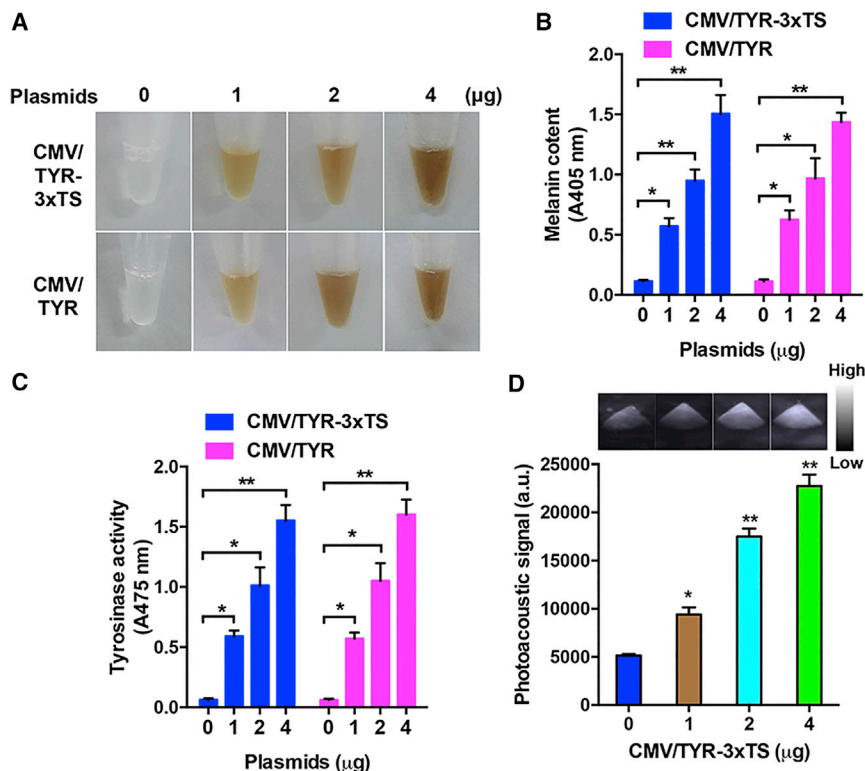 A
Plasmids 0 1 2 4 (μg)
CMV/
TYR-
3xTS
CMV/
TYR
B
CMV/TYR-3xTS
CMV/TYR
Melanin cotent
(A405 nm)
2.0
1.5
1.0
0.5
0.0
** ** * ** * *
0 1 2 4 0 1 2 4
Plasmids (μg)
C
CMV/TYR-3xTS
CMV/TYR
Tyrosinase activity
(A475 nm)
2.0
1.5
1.0
0.5
0.0
** * * ** * *
0 1 2 4 0 1 2 4
Plasmids (μg)
D
High
Low
Photoacoustic signal (a.u.)
25000
20000
15000
10000
5000
0
* ** **
0 1 2 4
CMV/TYR-3xTS (μg)